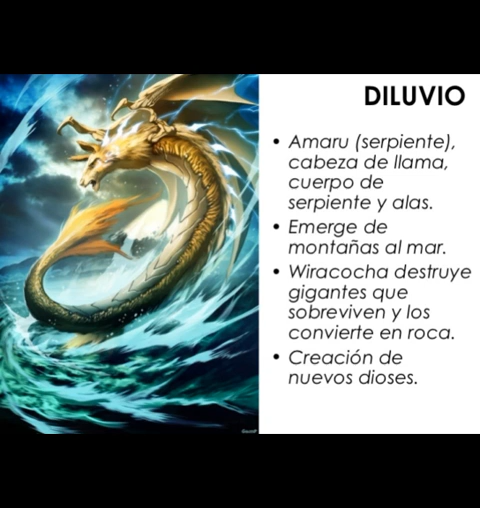 DILUVIO
• Amaru (serpiente),
cabeza de llama,
cuerpo de
serpiente y alas.
• Emerge de
montañas al mar.
• Wiracocha destruye
gigantes que
sobreviven y los
convierte en roca.
• Creación de
nuevos dioses.